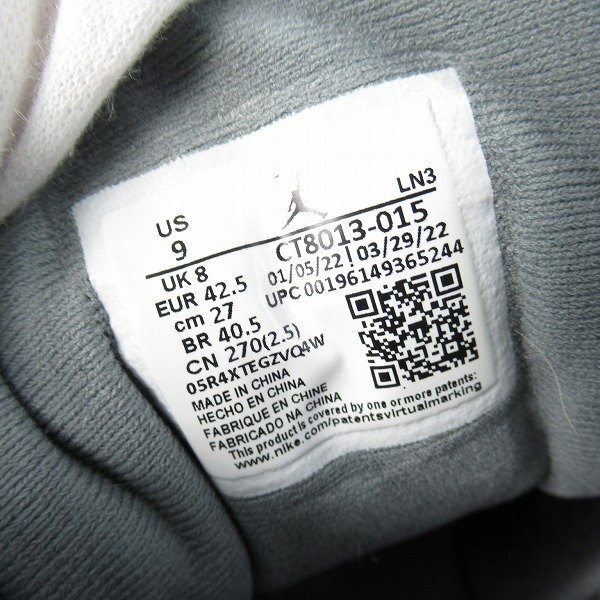 US
9
LN3
UK 8
EUR 42.5
cm 27
BR 40.5
CN 270(2.5)
05R4XTEGZVQ4W
CT8013-015
01/05/22 | 03/29/22
UPC 00196149365244
MADE IN CHINA
HECHO EN CHINA
FABRIQUE EN CHINE
FABRICADO NA CHINA
This product is covered by one or more patents:
www.nike.com/patentsvirtualmarking